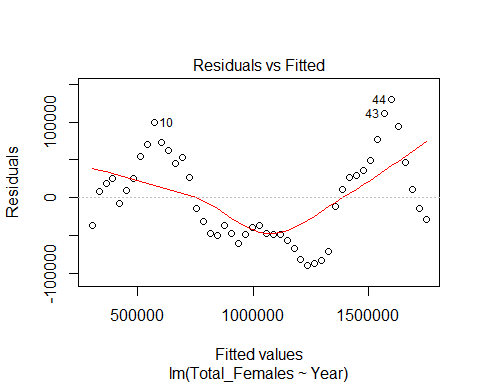 Residuals vs Fitted
Residuals
-100000
0
100000
10
44
43
500000
1000000
1500000
Fitted values
lm(Total_Females ~ Year)